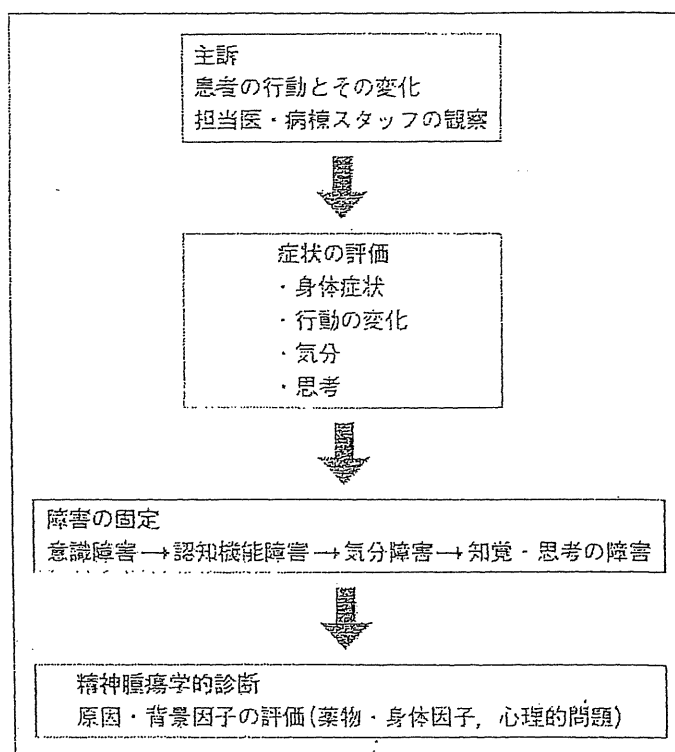 主訴
患者の行動とその変化
担当医・病棟スタッフの観察
症状の評価
・身体症状
・行動の変化
・気分
・思考
障害の固定
意識障害→認知機能障害→気分障害→知覚・思考の障害
精神腫瘍学的診断
原因・背景因子の評価(薬物・身体因子, 心理的問題)